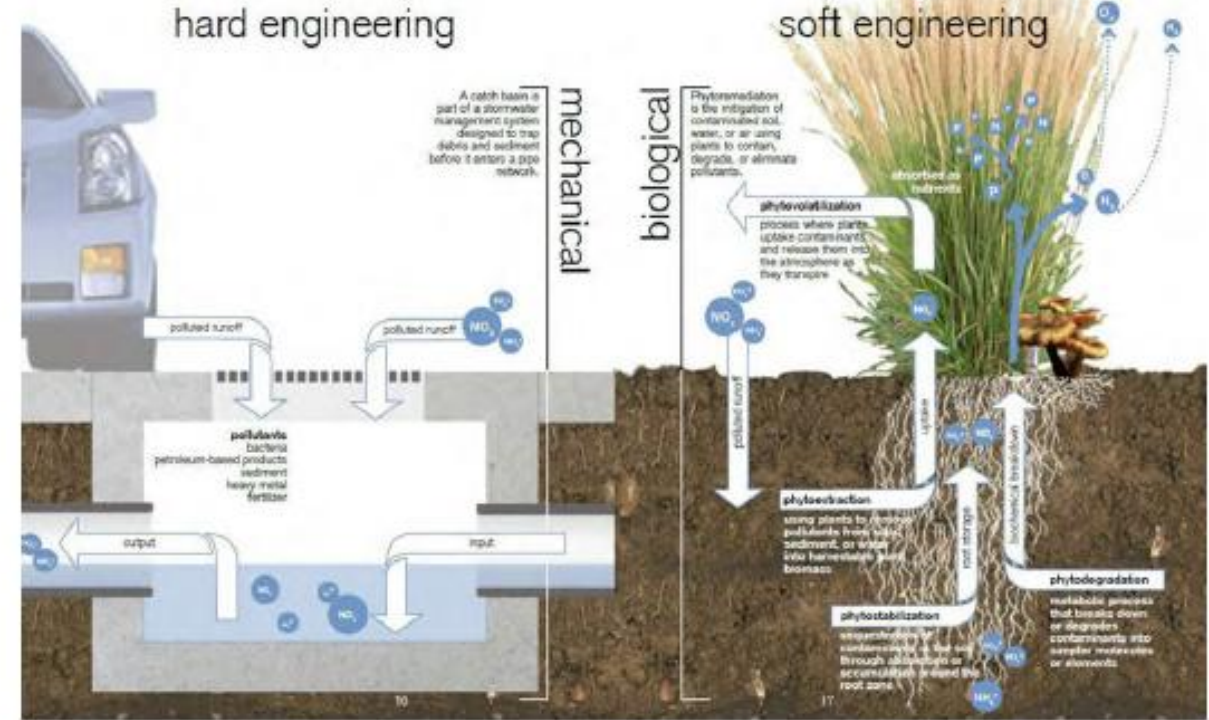 hard engineering
A catch basin is
part of a stormwater
management system
designed to trap
debris and sediment
before it enters a pipe
network.
mechanical
polluted runoff
polluted runoff
NO₃
pollutants
bacteria
petroleum-based products
sediment
heavy metal
fertilizer
output
input
16
soft engineering
biological
Phytoremediation
is the mitigation of
contaminated soil,
water, or air using
plants to contain,
degrade, or eliminate
pollutants.
absorbed as
nutrients
P
phytovolatilization
process where plants
uptake contaminants
and release them into
the atmosphere as
they transpire
polluted runoff
uptake
phytoextraction
using plants to remove
pollutants from soil,
sediment, or water
into harvestable plant
biomass
root storage
biochemical breakdown
phytostabilization
sequestration of
contaminants in the soil
through absorption or
accumulation around the
root zone
phytodegradation
metabolic process
that breaks down
or degrades
contaminants into
simpler molecules
or elements
17